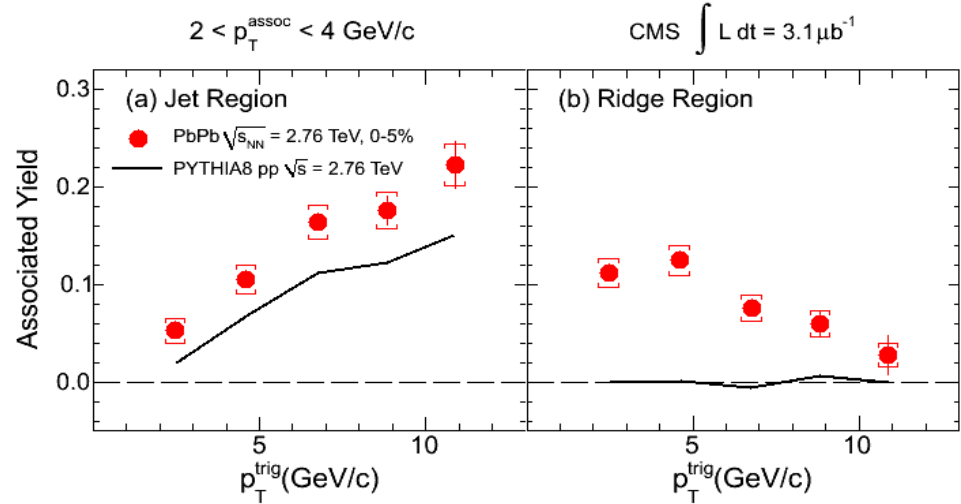 2 < p_T^assoc < 4 GeV/c
CMS ∫ L dt = 3.1 μb⁻¹
(a) Jet Region
PbPb √s_NN = 2.76 TeV, 0-5%
PYTHIA8 pp √s = 2.76 TeV
(b) Ridge Region
Associated Yield
0.3
0.2
0.1
0.0
5
10
5
10
p_T^trig(GeV/c)
p_T^trig(GeV/c)